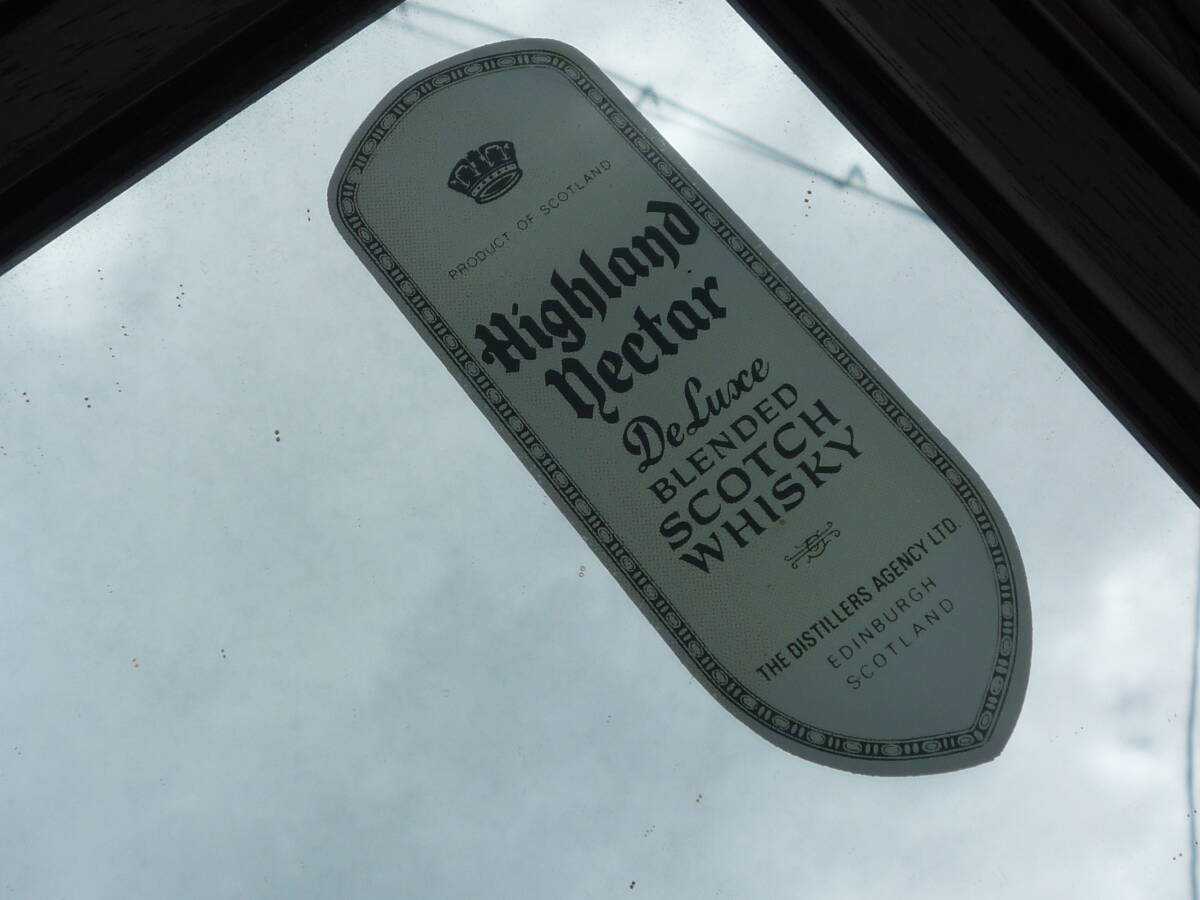 PRODUCT OF SCOTLAND
Highland
Nectar
De Luxe
BLENDED
SCOTCH
WHISKY
THE DISTILLERS AGENCY LTD.
EDINBURGH
SCOTLAND